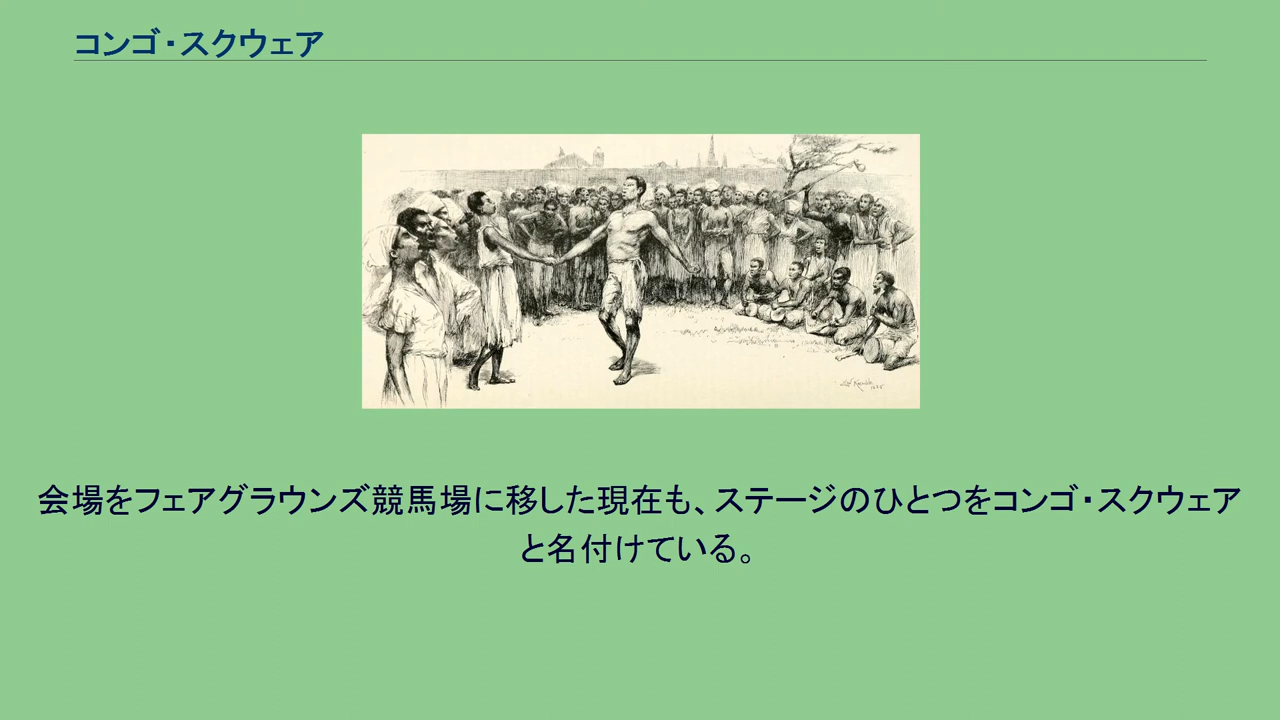 コンゴ・スクウェア
会場をフェアグラウンズ競馬場に移した現在も、ステージのひとつをコンゴ・スクウェア
と名付けている。